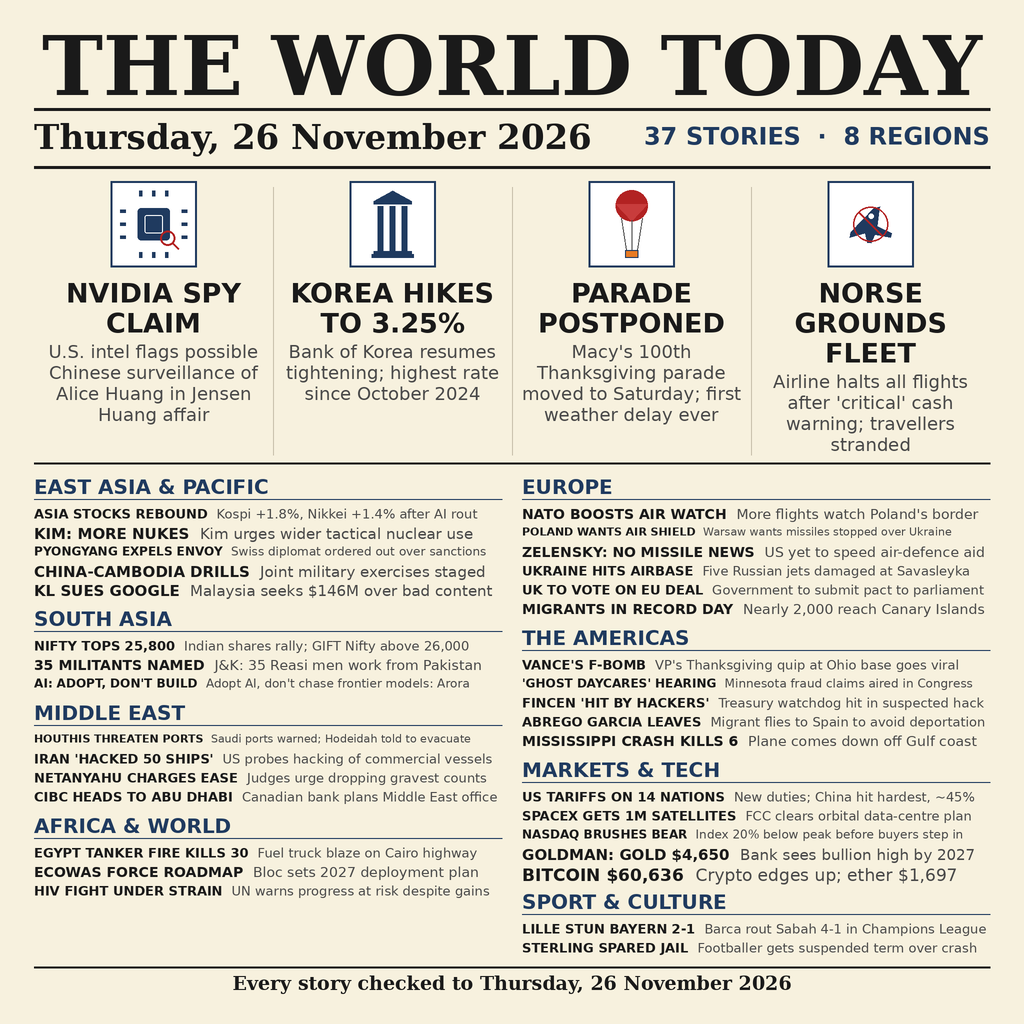 THE WORLD TODAY
Thursday, 26 November 2026
37 STORIES · 8 REGIONS
NVIDIA SPY
CLAIM
U.S. intel flags possible
Chinese surveillance of
Alice Huang in Jensen
Huang affair
KOREA HIKES
TO 3.25%
Bank of Korea resumes
tightening; highest rate
since October 2024
PARADE
POSTPONED
Macy's 100th
Thanksgiving parade
moved to Saturday; first
weather delay ever
NORSE
GROUNDS
FLEET
Airline halts all flights
after 'critical' cash
warning; travellers
stranded
EAST ASIA & PACIFIC
ASIA STOCKS REBOUND Kospi +1.8%, Nikkei +1.4% after AI rout
KIM: MORE NUKES Kim urges wider tactical nuclear use
PYONGYANG EXPELS ENVOY Swiss diplomat ordered out over sanctions
CHINA-CAMBODIA DRILLS Joint military exercises staged
KL SUES GOOGLE Malaysia seeks $146M over bad content
SOUTH ASIA
NIFTY TOPS 25,800 Indian shares rally; GIFT Nifty above 26,000
35 MILITANTS NAMED J&K: 35 Reasi men work from Pakistan
AI: ADOPT, DON'T BUILD Adopt AI, don't chase frontier models: Arora
MIDDLE EAST
HOUTHIS THREATEN PORTS Saudi ports warned; Hodeidah told to evacuate
IRAN 'HACKED 50 SHIPS' US probes hacking of commercial vessels
NETANYAHU CHARGES EASE Judges urge dropping gravest counts
CIBC HEADS TO ABU DHABI Canadian bank plans Middle East office
AFRICA & WORLD
EGYPT TANKER FIRE KILLS 30 Fuel truck blaze on Cairo highway
ECOWAS FORCE ROADMAP Bloc sets 2027 deployment plan
HIV FIGHT UNDER STRAIN UN warns progress at risk despite gains
EUROPE
NATO BOOSTS AIR WATCH More flights watch Poland's border
POLAND WANTS AIR SHIELD Warsaw wants missiles stopped over Ukraine
ZELENSKY: NO MISSILE NEWS US yet to speed air-defence aid
UKRAINE HITS AIRBASE Five Russian jets damaged at Savasleyka
UK TO VOTE ON EU DEAL Government to submit pact to parliament
MIGRANTS IN RECORD DAY Nearly 2,000 reach Canary Islands
THE AMERICAS
VANCE'S F-BOMB VP's Thanksgiving quip at Ohio base goes viral
'GHOST DAYCARES' HEARING Minnesota fraud claims aired in Congress
FINCEN 'HIT BY HACKERS' Treasury watchdog hit in suspected hack
ABREGO GARCIA LEAVES Migrant flies to Spain to avoid deportation
MISSISSIPPI CRASH KILLS 6 Plane comes down off Gulf coast
MARKETS & TECH
US TARIFFS ON 14 NATIONS New duties; China hit hardest, ~45%
SPACEX GETS 1M SATELLITES FCC clears orbital data-centre plan
NASDAQ BRUSHES BEAR Index 20% below peak before buyers step in
GOLDMAN: GOLD $4,650 Bank sees bullion high by 2027
BITCOIN $60,636 Crypto edges up; ether $1,697
SPORT & CULTURE
LILLE STUN BAYERN 2-1 Barca rout Sabah 4-1 in Champions League
STERLING SPARED JAIL Footballer gets suspended term over crash
Every story checked to Thursday, 26 November 2026